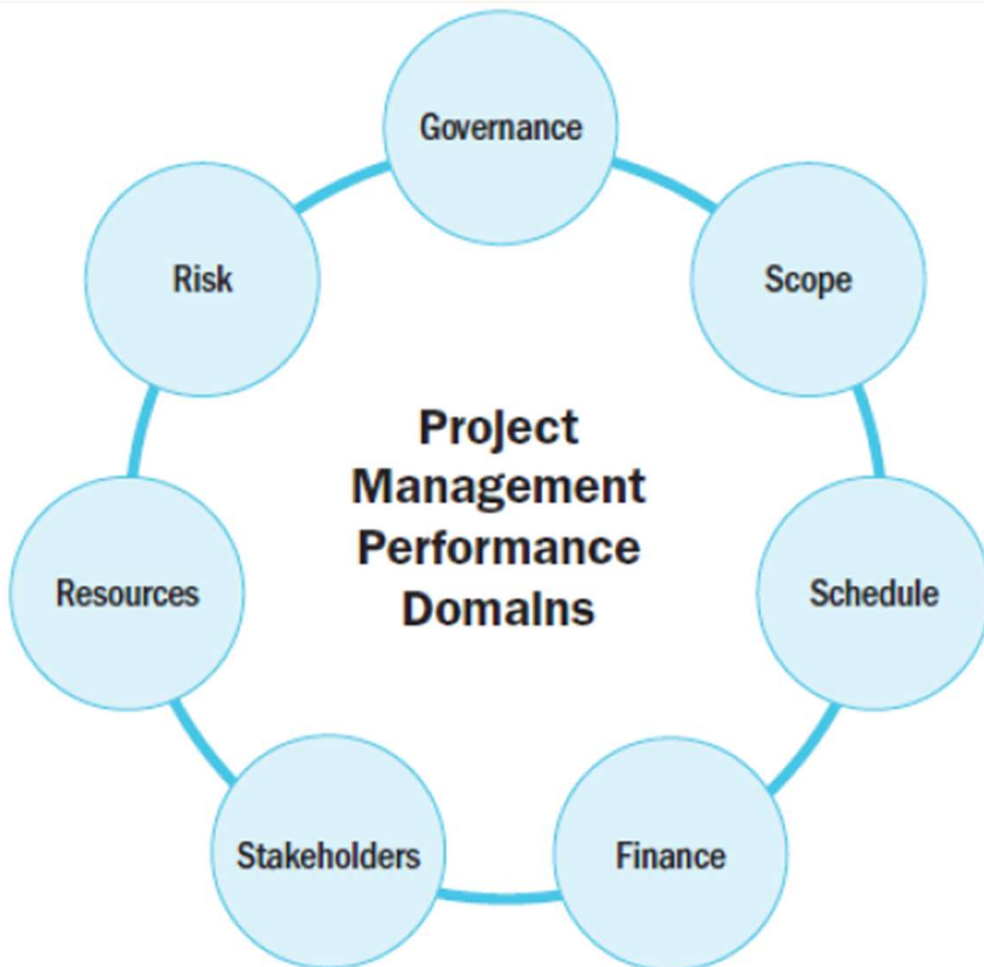 Governance
Risk
Scope
Project
Management
Performance
Domains
Resources
Schedule
Stakeholders
Finance